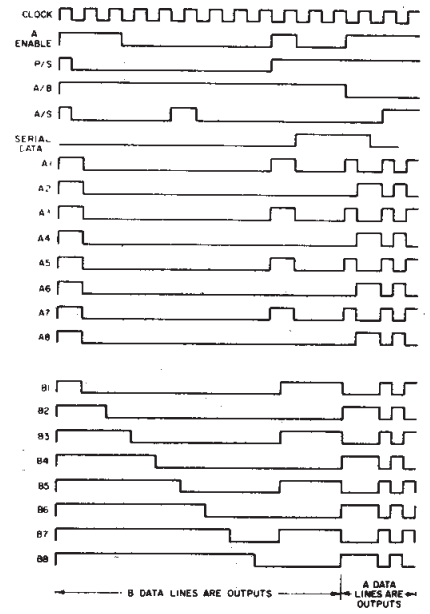 CLOCK
A
ENABLE
P/S
A/B
A/S
SERIAL
DATA
A1
A2
A3
A4
A5
A6
A7
A8
B1
B2
B3
B4
B5
B6
B7
B8
B DATA LINES ARE OUTPUTS
A DATA
LINES ARE
OUTPUTS